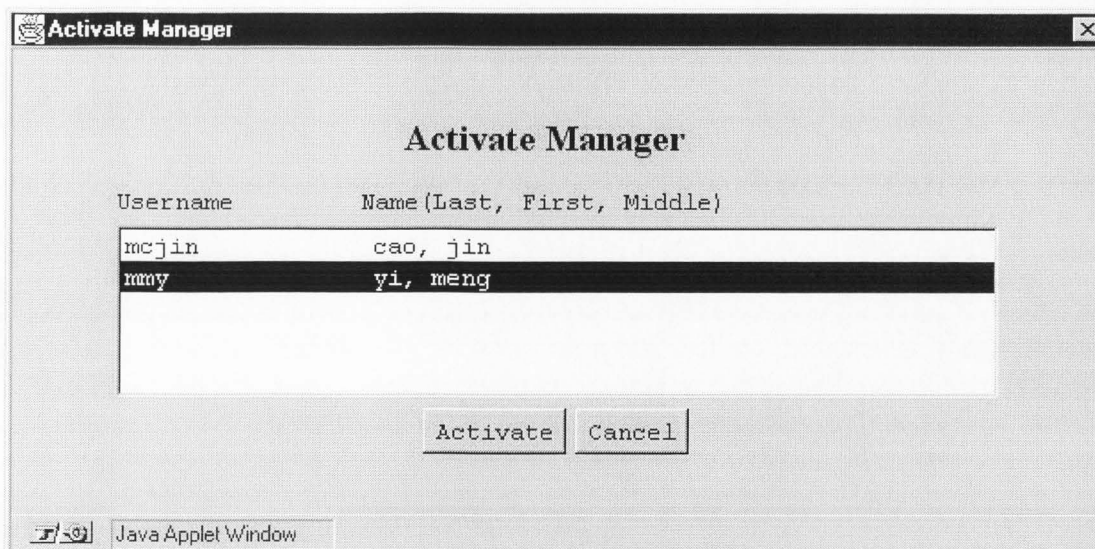 Activate Manager
Activate Manager
Username Name(Last, First, Middle)
mcjin cao, jin
mmy yi, meng
Activate Cancel
Java Applet Window